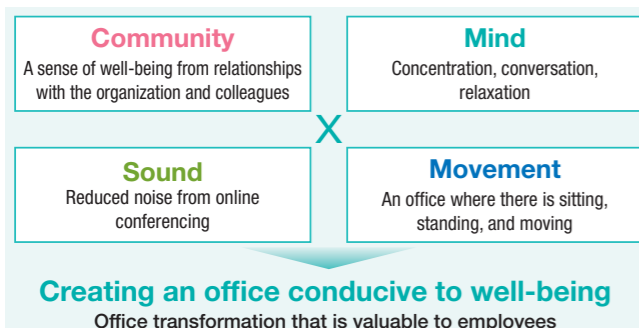 Community
A sense of well-being from relationships
with the organization and colleagues
Mind
Concentration, conversation,
relaxation
X
Sound
Reduced noise from online
conferencing
Movement
An office where there is sitting,
standing, and moving
Creating an office conducive to well-being
Office transformation that is valuable to employees